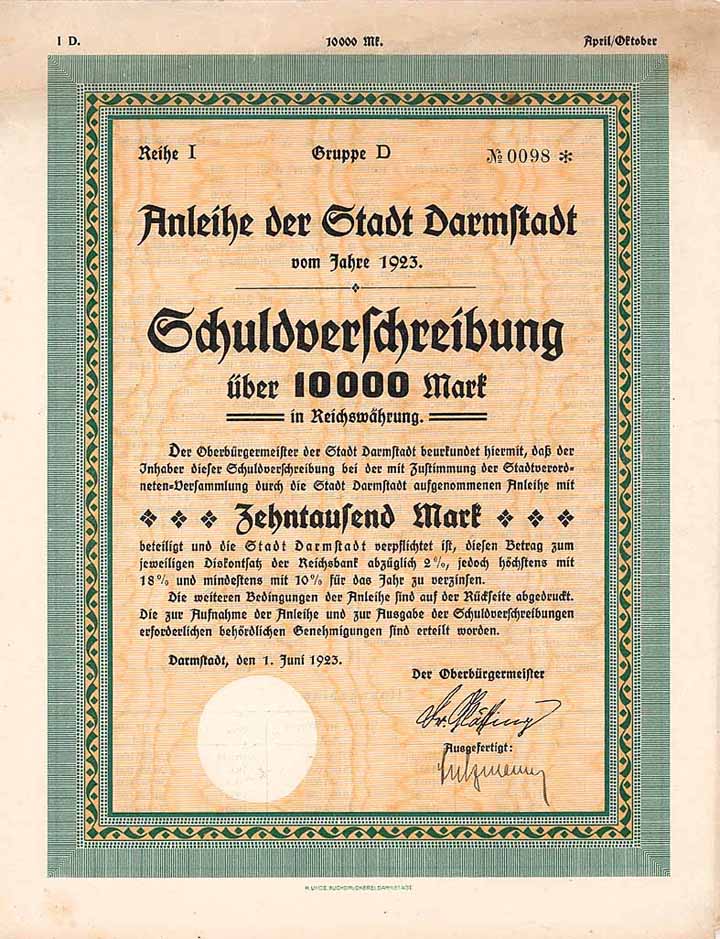 I D. 10000 Mk. April/Oktober
Reihe I Gruppe D № 0098 *
Anleihe der Stadt Darmstadt
vom Jahre 1923.
Schuldverschreibung
über 10000 Mark
in Reichswährung.
Der Oberbürgermeister der Stadt Darmstadt beurkundet hiermit, daß der
Inhaber dieser Schuldverschreibung bei der mit Zustimmung der Stadtverord-
neten-Versammlung durch die Stadt Darmstadt aufgenommenen Anleihe mit
Zehntausend Mark
beteiligt und die Stadt Darmstadt verpflichtet ist, diesen Betrag zum
jeweiligen Diskontsatz der Reichsbank abzüglich 2%, jedoch höchstens mit
18% und mindestens mit 10% für das Jahr zu verzinsen.
Die weiteren Bedingungen der Anleihe sind auf der Rückseite abgedruckt.
Die zur Aufnahme der Anleihe und zur Ausgabe der Schuldverschreibungen
erforderlichen behördlichen Genehmigungen sind erteilt worden.
Darmstadt, den 1. Juni 1923.
Der Oberbürgermeister
Dr. Glässing
Ausgefertigt: